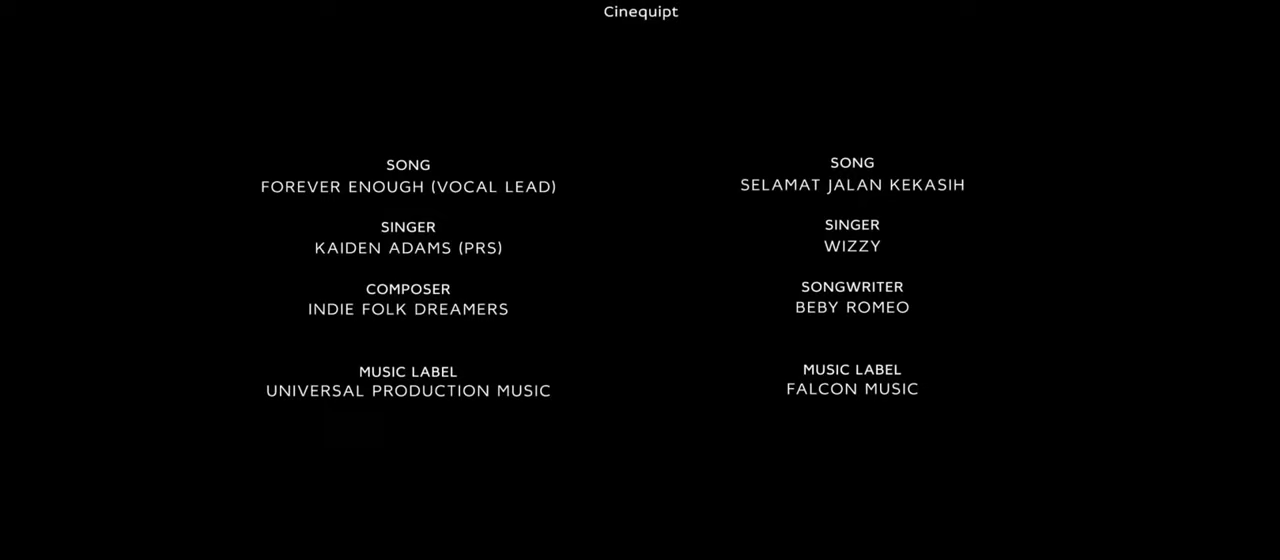 Cinequipt
SONG
FOREVER ENOUGH (VOCAL LEAD)
SINGER
KAIDEN ADAMS (PRS)
COMPOSER
INDIE FOLK DREAMERS
MUSIC LABEL
UNIVERSAL PRODUCTION MUSIC
SONG
SELAMAT JALAN KEKASIH
SINGER
WIZZY
SONGWRITER
BEBY ROMEO
MUSIC LABEL
FALCON MUSIC